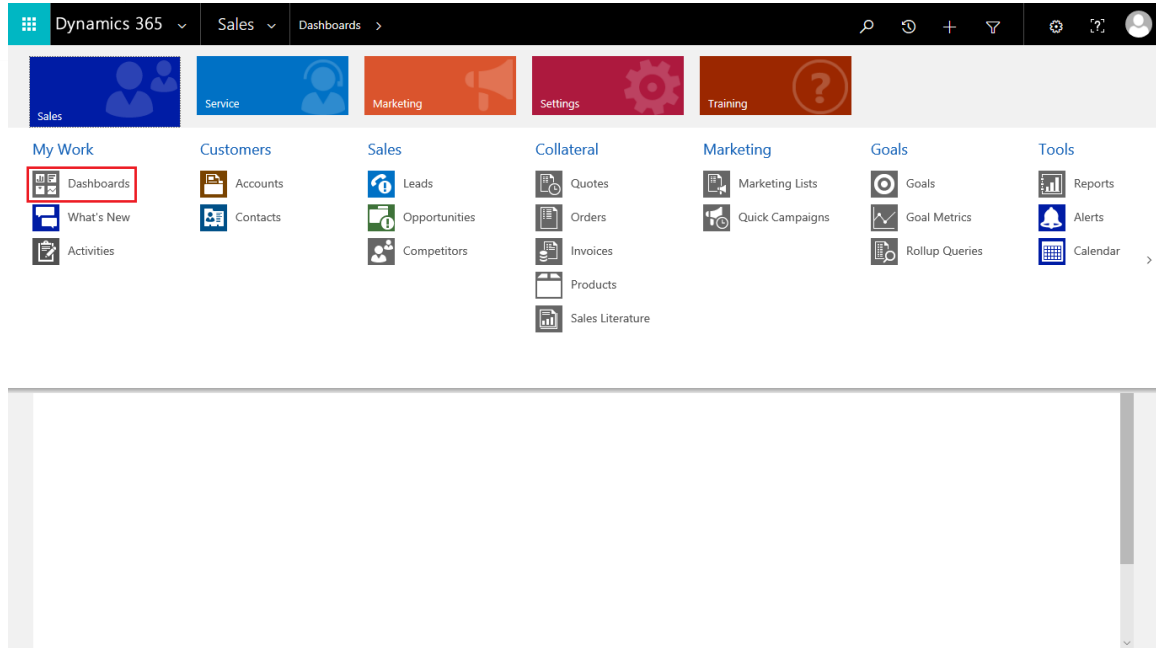 Dynamics 365
Sales
Dashboards
Sales
Service
Marketing
Settings
Training
My Work
Dashboards
What's New
Activities
Customers
Accounts
Contacts
Sales
Leads
Opportunities
Competitors
Collateral
Quotes
Orders
Invoices
Products
Sales Literature
Marketing
Marketing Lists
Quick Campaigns
Goals
Goals
Goal Metrics
Rollup Queries
Tools
Reports
Alerts
Calendar